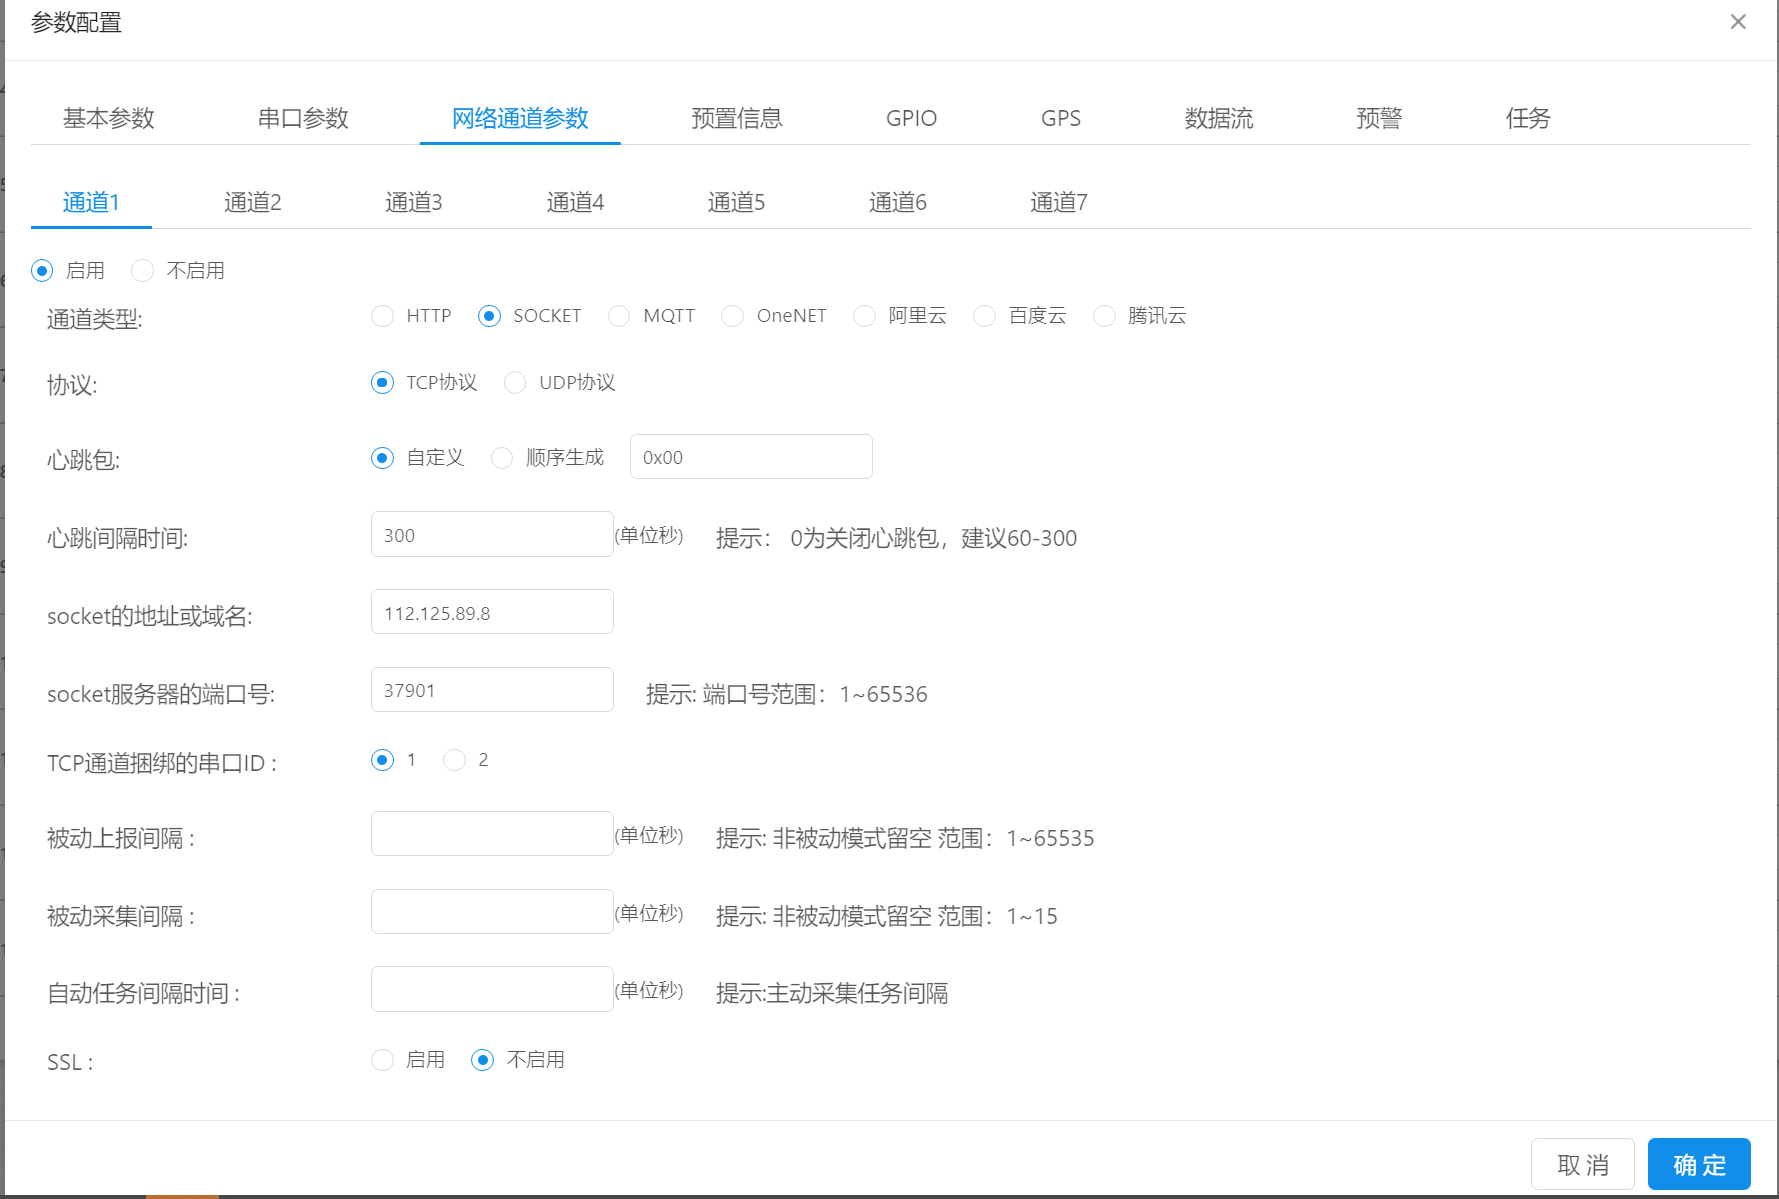 参数配置
基本参数 串口参数 网络通道参数 预置信息 GPIO GPS 数据流 预警 任务
通道1 通道2 通道3 通道4 通道5 通道6 通道7
启用 不启用
通道类型: HTTP SOCKET MQTT OneNET 阿里云 百度云 腾讯云
协议: TCP协议 UDP协议
心跳包: 自定义 顺序生成 0x00
心跳间隔时间: 300 (单位秒) 提示： 0为关闭心跳包，建议60-300
socket的地址或域名: 112.125.89.8
socket服务器的端口号: 37901 提示: 端口号范围：1~65536
TCP通道捆绑的串口ID : 1 2
被动上报间隔 : (单位秒) 提示: 非被动模式留空 范围：1~65535
被动采集间隔 : (单位秒) 提示: 非被动模式留空 范围：1~15
自动任务间隔时间 : (单位秒) 提示:主动采集任务间隔
SSL : 启用 不启用
取 消 确 定